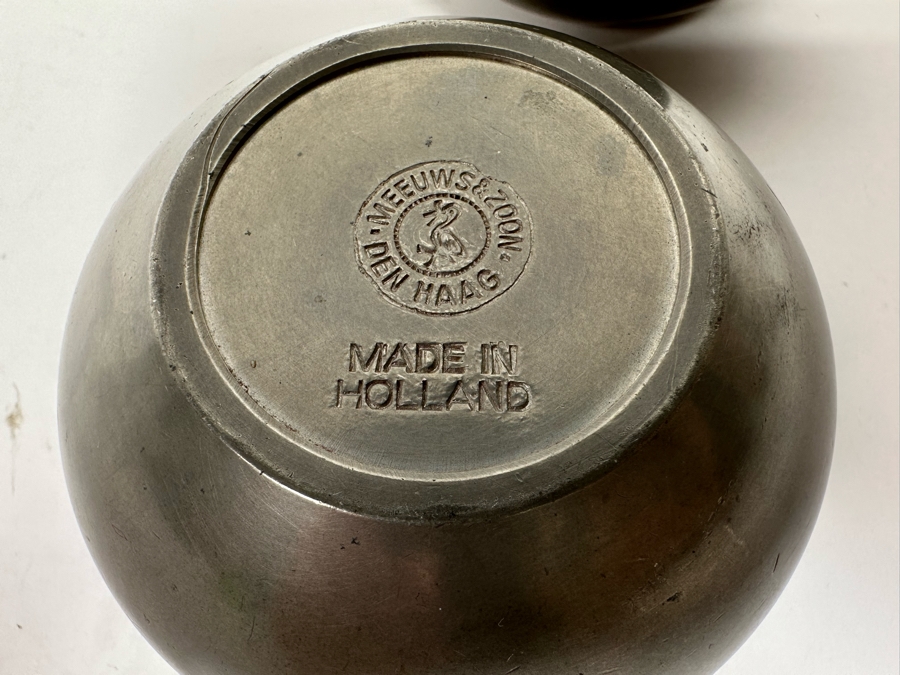 · MEEUWS & ZOON ·
DEN HAAG
MADE IN
HOLLAND